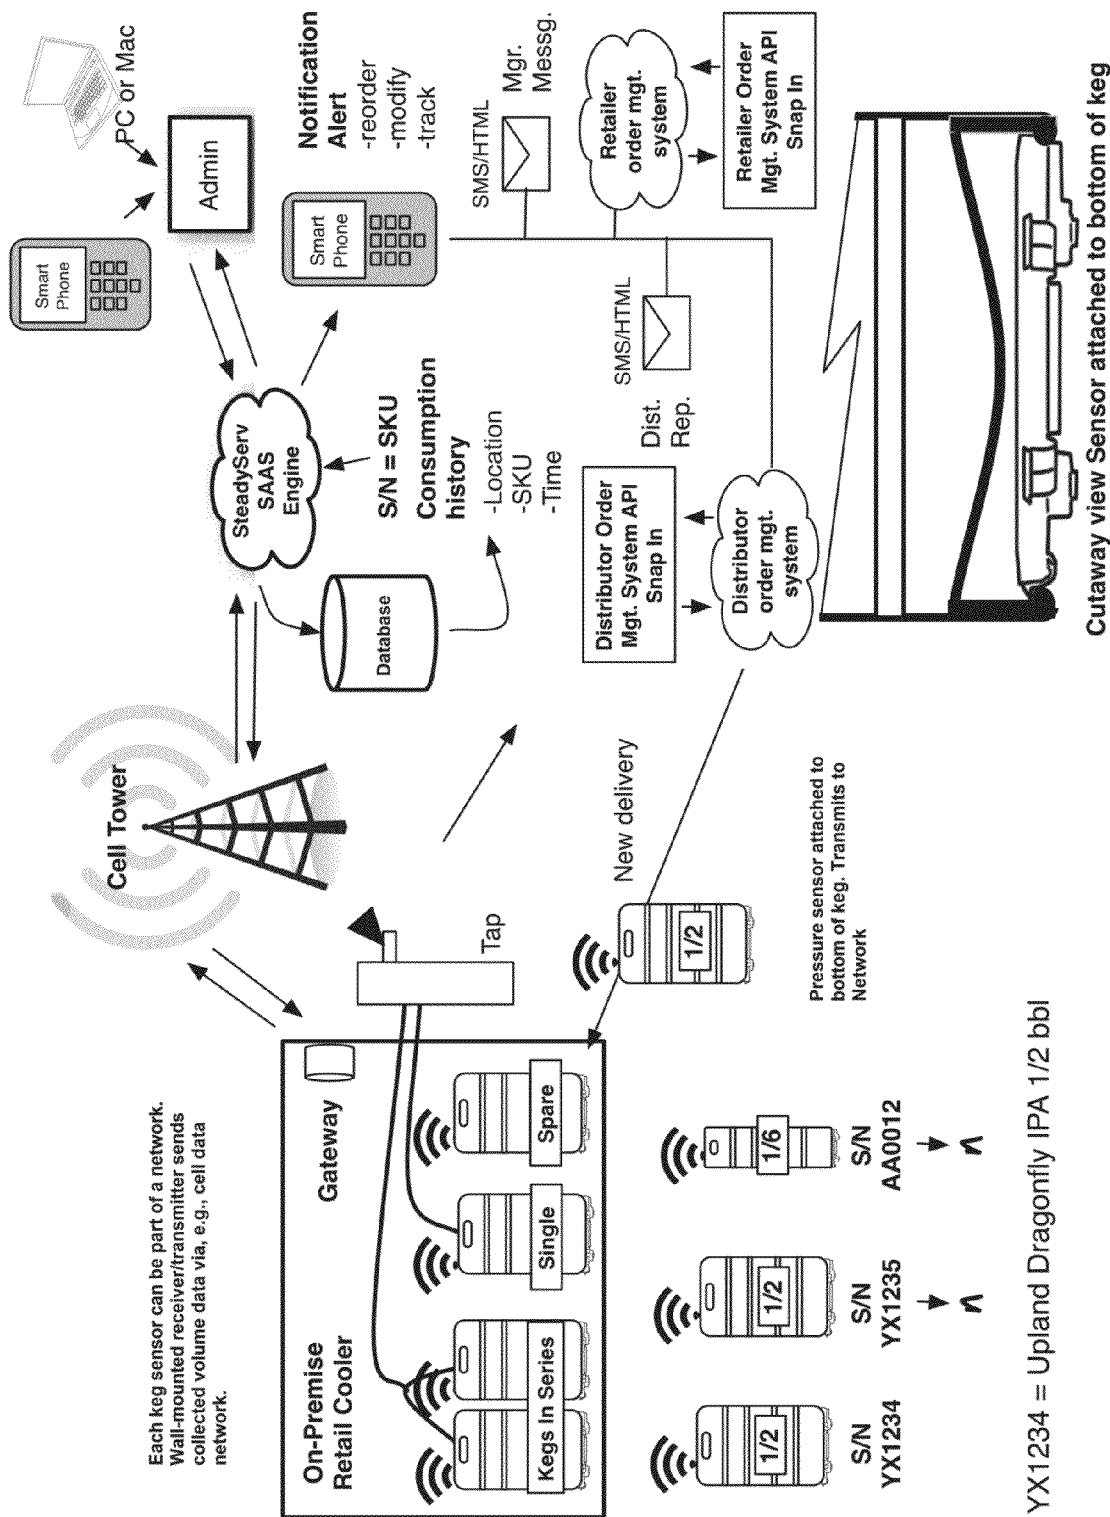 Each keg sensor can be part of a network.
Wall-mounted receiver/transmitter sends
collected volume data via, e.g., cell data
network.
On-Premise
Retail Cooler
Gateway
Kegs In Series
Single
Spare
Tap
Cell Tower
Smart
Phone
PC or Mac
Admin
SteadyServ
SAAS
Engine
Smart
Phone
Notification
Alert
-reorder
-modify
-track
Database
S/N = SKU
Consumption
history
-Location
-SKU
-Time
SMS/HTML
Mgr.
Messg.
SMS/HTML
Dist.
Rep.
Retailer
order mgt.
system
Retailer Order
Mgt. System API
Snap In
Distributor Order
Mgt. System API
Snap In
Distributor
order mgt.
system
New delivery
1/2
Pressure sensor attached to
bottom of keg. Transmits to
Network
1/2
S/N
YX1234
1/2
S/N
YX1235
1/6
S/N
AA0012
YX1234 = Upland Dragonfly IPA 1/2 bbl
Cutaway view Sensor attached to bottom of keg